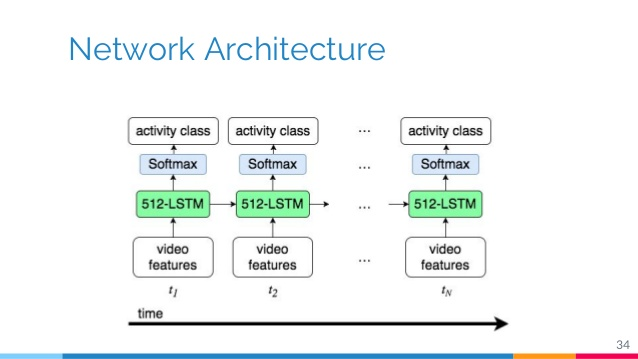 Network Architecture
activity class activity class ... activity class
Softmax Softmax ... Softmax
512-LSTM 512-LSTM ... 512-LSTM
video features video features ... video features
t1 t2 tN
time
34